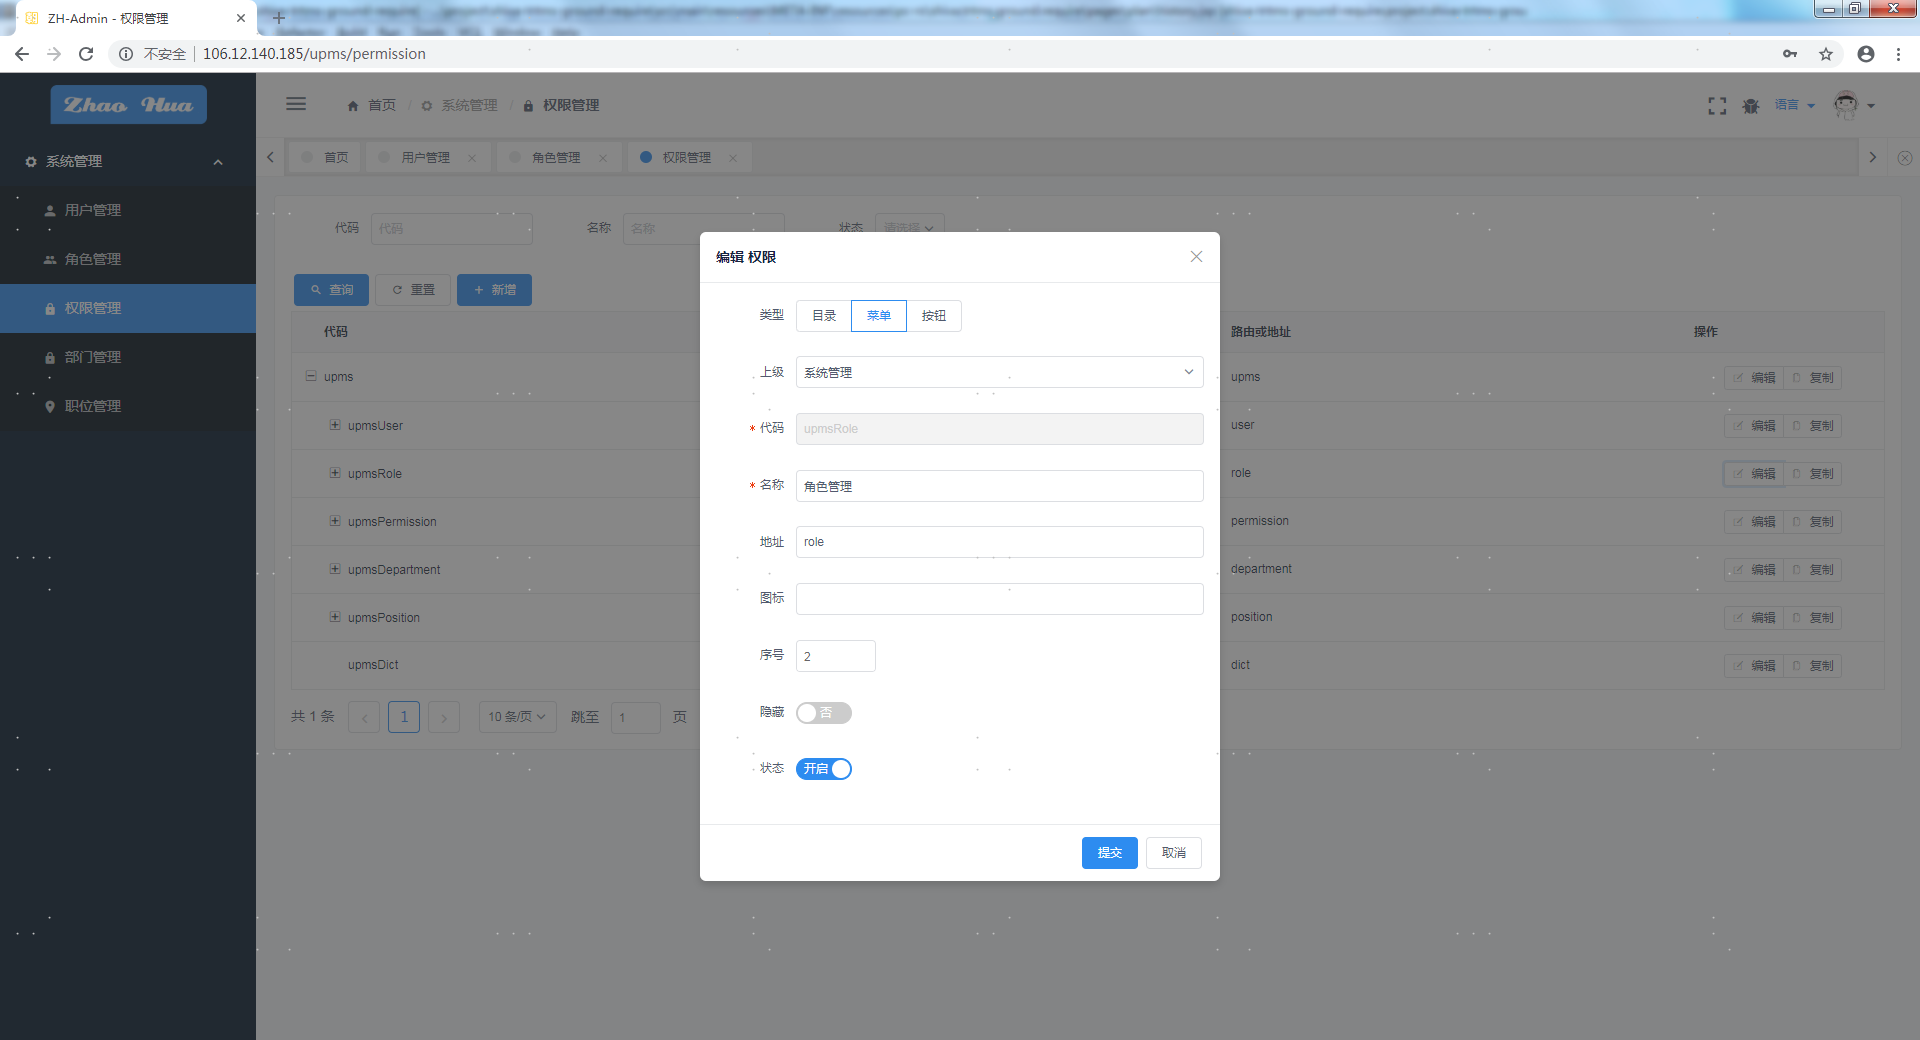 ZH-Admin - 权限管理
不安全 106.12.140.185/upms/permission
Zhao Hua
首页 / 系统管理 / 权限管理
语言
系统管理
用户管理
角色管理
权限管理
部门管理
职位管理
首页 用户管理 角色管理 权限管理
代码 代码 名称 名称 状态 请选择
查询 重置 新增
代码 路由或地址 操作
upms upms 编辑 复制
upmsUser user 编辑 复制
upmsRole role 编辑 复制
upmsPermission permission 编辑 复制
upmsDepartment department 编辑 复制
upmsPosition position 编辑 复制
upmsDict dict 编辑 复制
共 1 条 1 10 条/页 跳至 1 页
编辑 权限
类型 目录 菜单 按钮
上级 系统管理
* 代码 upmsRole
* 名称 角色管理
地址 role
图标
序号 2
隐藏 否
状态 开启
提交 取消